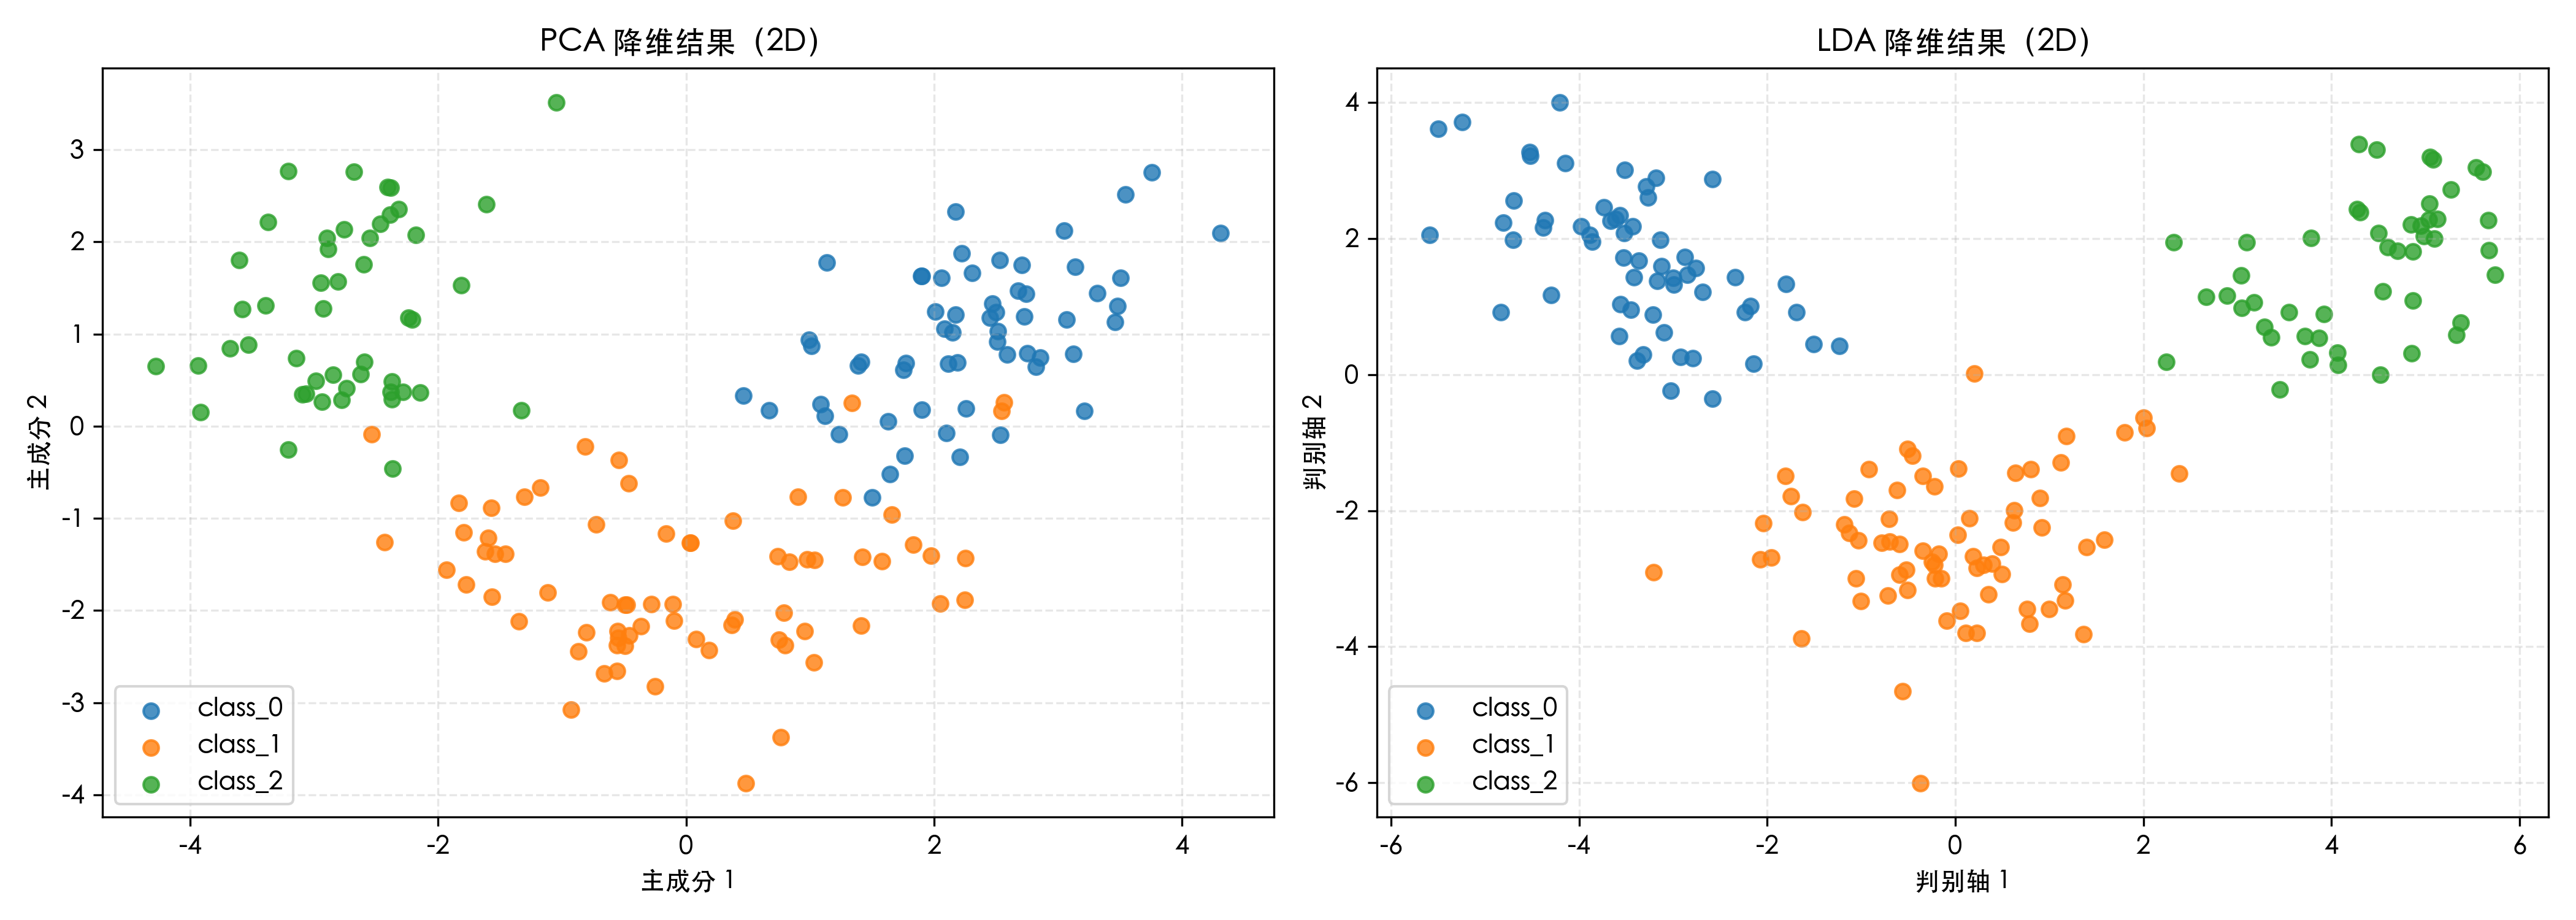 PCA 降维结果（2D）
3
2
1
0
-1
-2
-3
-4
主成分 2
class_0
class_1
class_2
-4 -2 0 2 4
主成分 1
LDA 降维结果（2D）
4
2
0
-2
-4
-6
判别轴 2
class_0
class_1
class_2
-6 -4 -2 0 2 4 6
判别轴 1